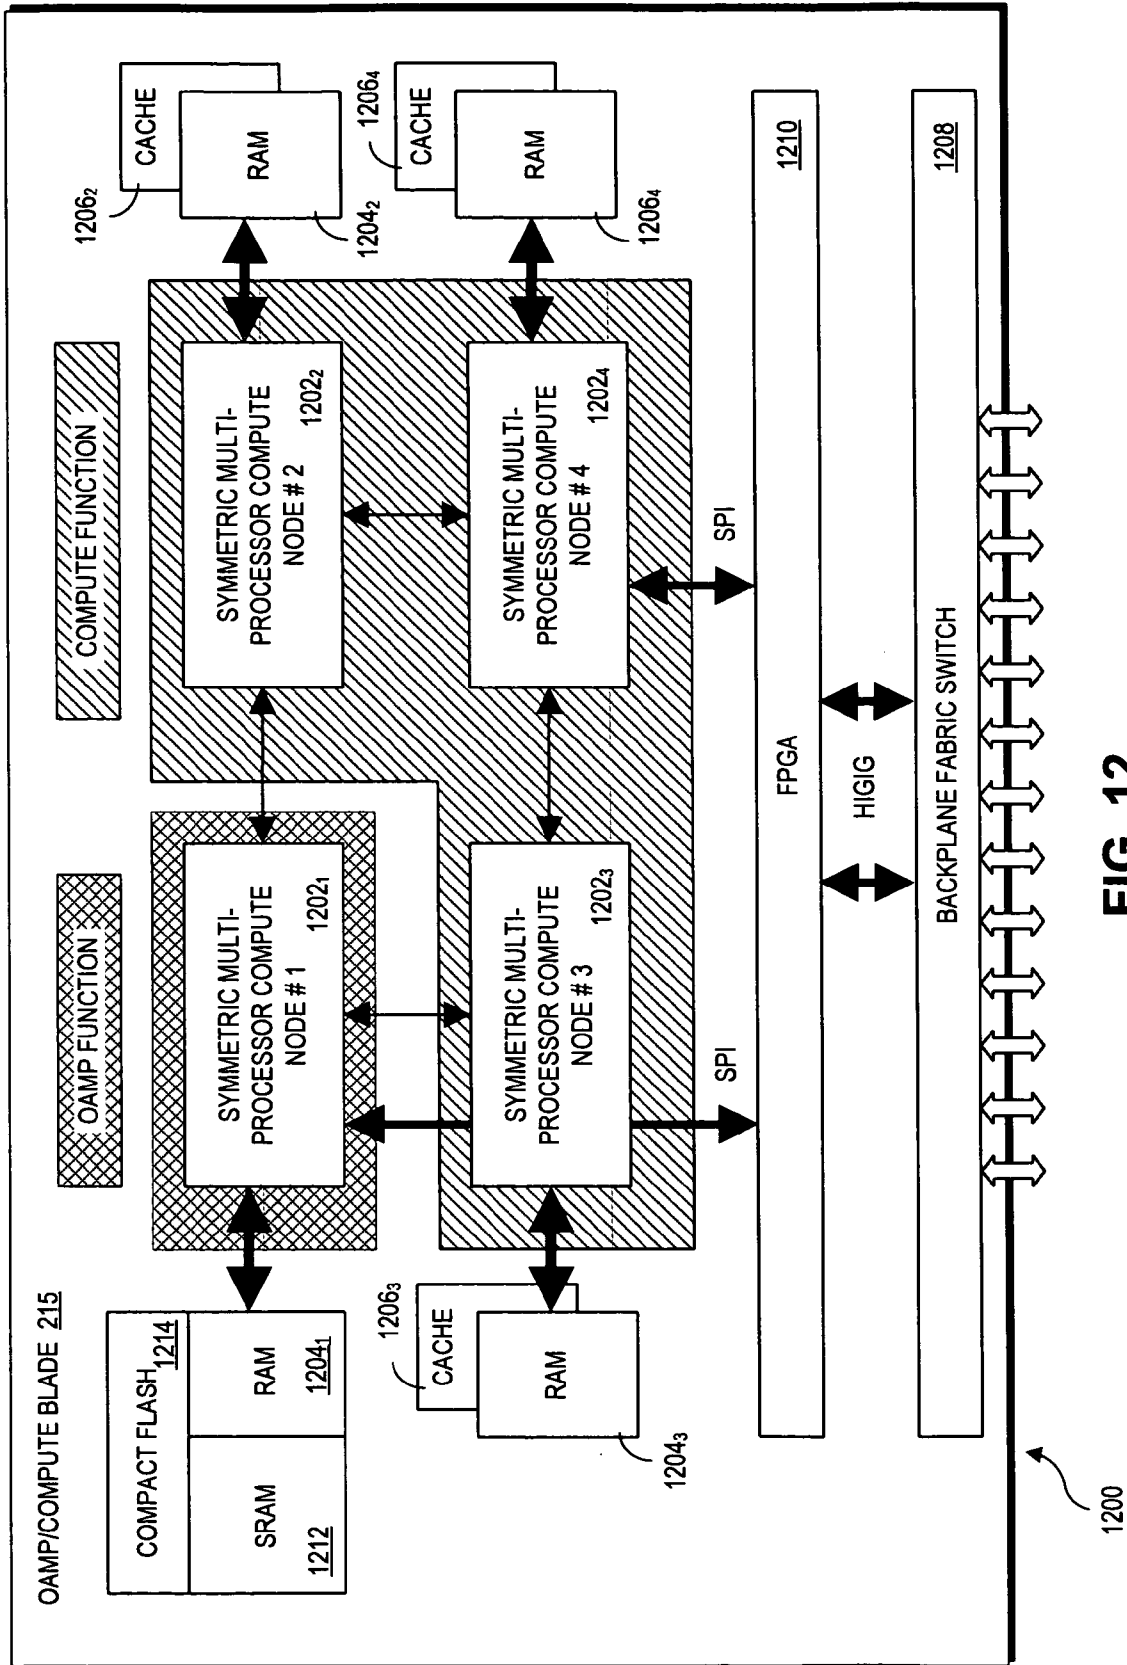 OAMP/COMPUTE BLADE 215
OAMP FUNCTION
COMPUTE FUNCTION
COMPACT FLASH
1214
SRAM
1212
RAM
1204₁
SYMMETRIC MULTI-
PROCESSOR COMPUTE
NODE # 1
1202₁
SYMMETRIC MULTI-
PROCESSOR COMPUTE
NODE # 2
1202₂
1206₂
CACHE
RAM
1204₂
1206₃
CACHE
RAM
1204₃
SYMMETRIC MULTI-
PROCESSOR COMPUTE
NODE # 3
1202₃
SYMMETRIC MULTI-
PROCESSOR COMPUTE
NODE # 4
1202₄
1206₄
CACHE
RAM
1206₄
SPI
SPI
FPGA
1210
HIGIG
BACKPLANE FABRIC SWITCH
1208
1200
FIG. 12